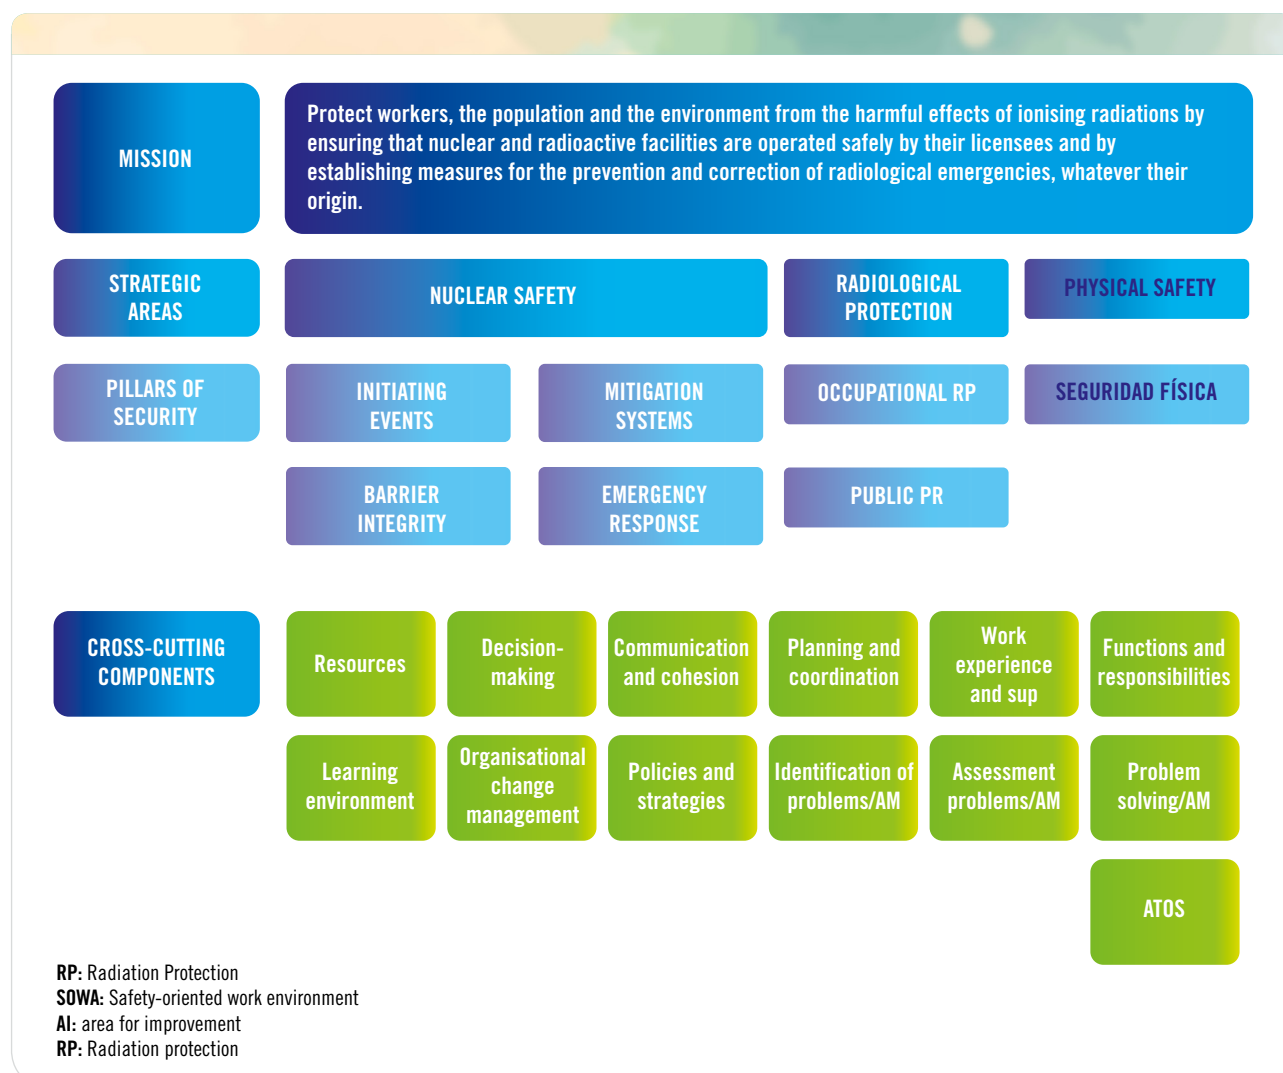 MISSION
Protect workers, the population and the environment from the harmful effects of ionising radiations by
ensuring that nuclear and radioactive facilities are operated safely by their licensees and by
establishing measures for the prevention and correction of radiological emergencies, whatever their
origin.
STRATEGIC
AREAS
NUCLEAR SAFETY
RADIOLOGICAL
PROTECTION
PHYSICAL SAFETY
PILLARS OF
SECURITY
INITIATING
EVENTS
MITIGATION
SYSTEMS
OCCUPATIONAL RP
SEGURIDAD FÍSICA
BARRIER
INTEGRITY
EMERGENCY
RESPONSE
PUBLIC PR
CROSS-CUTTING
COMPONENTS
Resources
Decision-
making
Communication
and cohesion
Planning and
coordination
Work
experience
and sup
Functions and
responsibilities
Learning
environment
Organisational
change
management
Policies and
strategies
Identification of
problems/AM
Assessment
problems/AM
Problem
solving/AM
ATOS
RP: Radiation Protection
SOWA: Safety-oriented work environment
AI: area for improvement
RP: Radiation protection